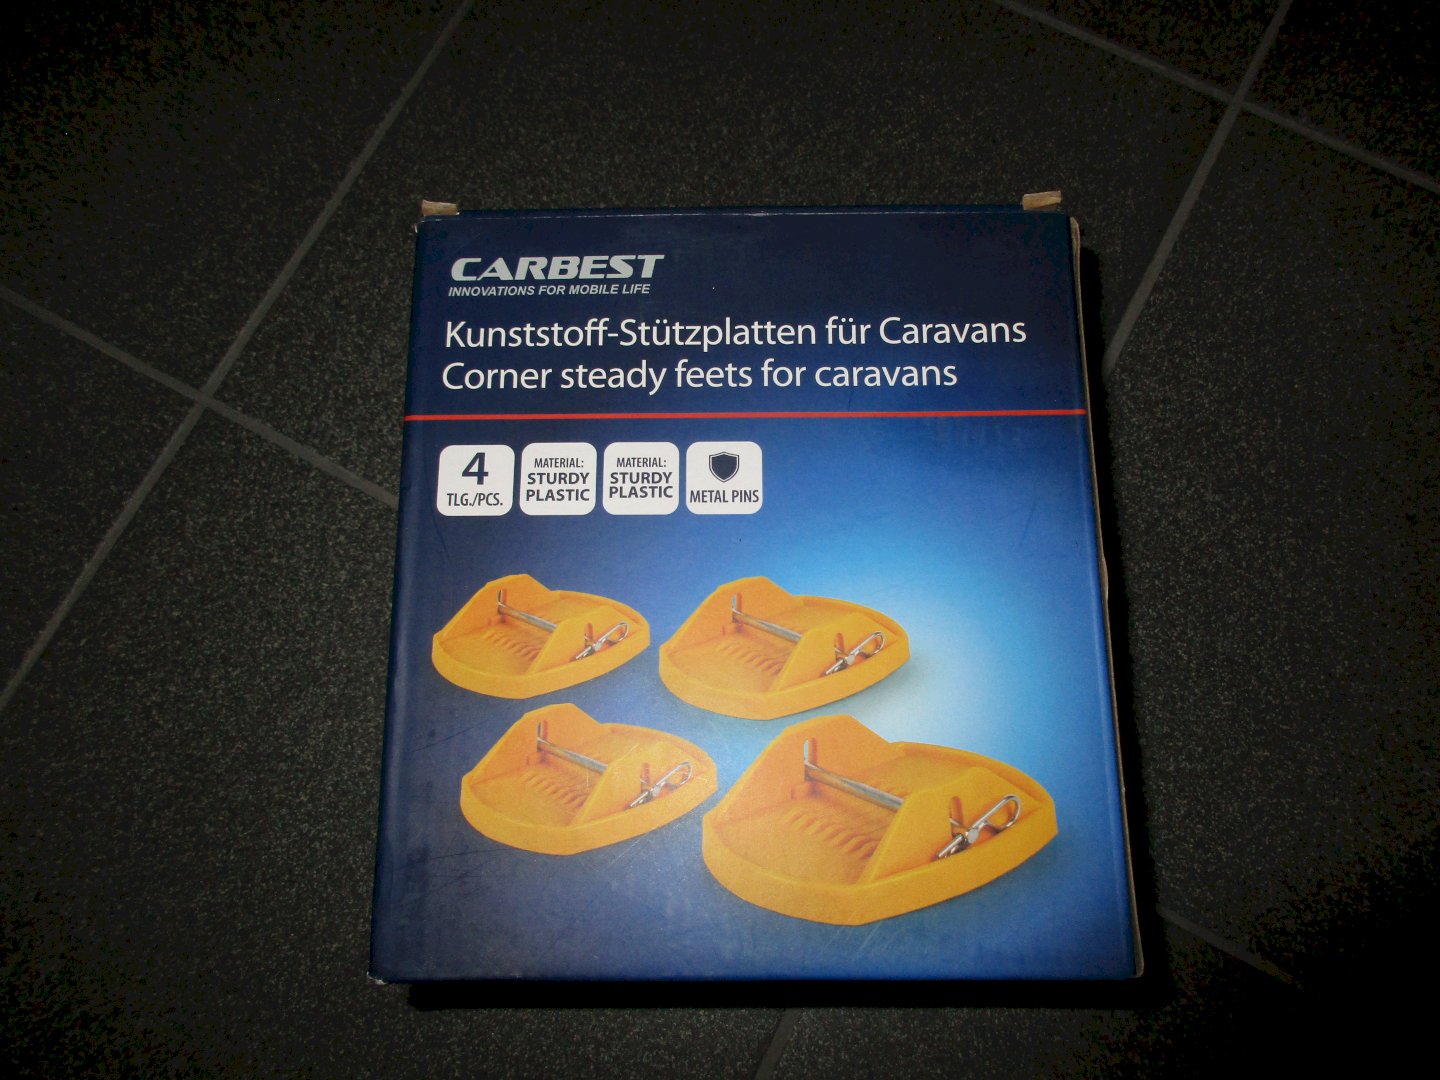 CARBEST
INNOVATIONS FOR MOBILE LIFE
Kunststoff-Stützplatten für Caravans
Corner steady feets for caravans
4
TLG./PCS.
MATERIAL:
STURDY
PLASTIC
MATERIAL:
STURDY
PLASTIC
METAL PINS